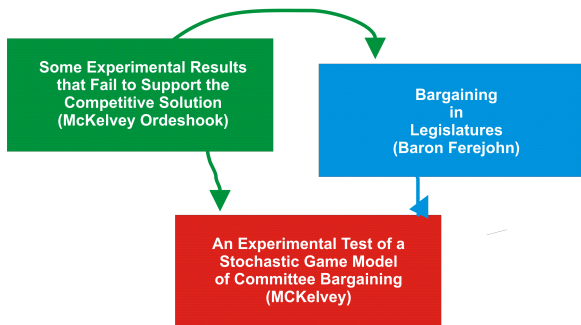 Some Experimental Results
that Fail to Support the
Competitive Solution
(McKelvey Ordeshook)
Bargaining
in
Legislatures
(Baron Ferejohn)
An Experimental Test of a
Stochastic Game Model
of Committee Bargaining
(MCKelvey)